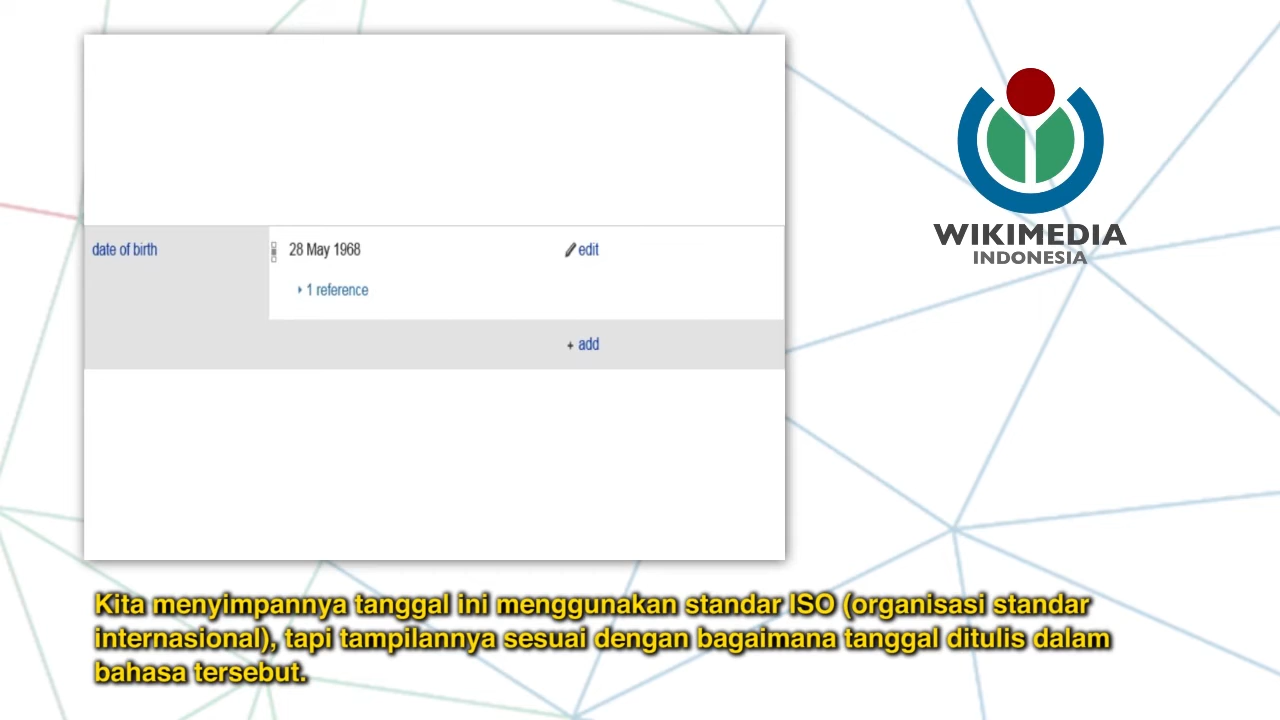 date of birth
28 May 1968
edit
1 reference
+ add
WIKIMEDIA
INDONESIA
Kita menyimpannya tanggal ini menggunakan standar ISO (organisasi standar
internasional), tapi tampilannya sesuai dengan bagaimana tanggal ditulis dalam
bahasa tersebut.